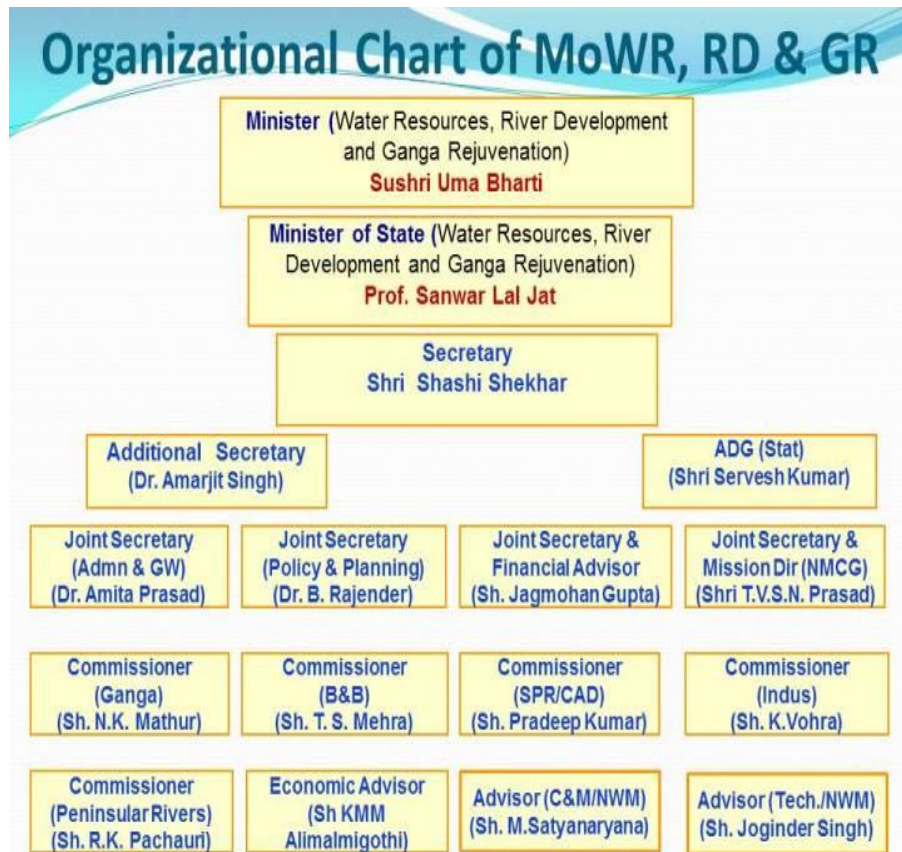 Organizational Chart of MoWR, RD & GR
Minister (Water Resources, River Development
and Ganga Rejuvenation)
Sushri Uma Bharti
Minister of State (Water Resources, River
Development and Ganga Rejuvenation)
Prof. Sanwar Lal Jat
Secretary
Shri Shashi Shekhar
Additional Secretary
(Dr. Amarjit Singh)
ADG (Stat)
(Shri Servesh Kumar)
Joint Secretary
(Admn & GW)
(Dr. Amita Prasad)
Joint Secretary
(Policy & Planning)
(Dr. B. Rajender)
Joint Secretary &
Financial Advisor
(Sh. Jagmohan Gupta)
Joint Secretary &
Mission Dir (NMCG)
(Shri T.V.S.N. Prasad)
Commissioner
(Ganga)
(Sh. N.K. Mathur)
Commissioner
(B&B)
(Sh. T. S. Mehra)
Commissioner
(SPR/CAD)
(Sh. Pradeep Kumar)
Commissioner
(Indus)
(Sh. K.Vohra)
Commissioner
(Peninsular Rivers)
(Sh. R.K. Pachauri)
Economic Advisor
(Sh KMM
Alimalmigothi)
Advisor (C&M/NWM)
(Sh. M.Satyanaryana)
Advisor (Tech./NWM)
(Sh. Joginder Singh)